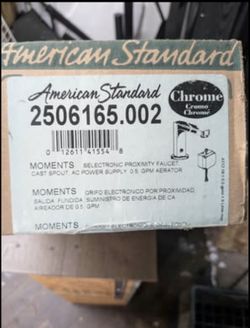 American Standard
American Standard
2506165.002
Chrome
Cromo
Chromé
0 12611 41554 8
MOMENTS SELECTRONIC PROXIMITY FAUCET,
CAST SPOUT, AC POWER SUPPLY 0.5 GPM AERATOR
MOMENTS GRIFO ELECTRONICO POR PROXIMIDAD,
SALIDA FUNDIDA, SUMINISTRO DE ENERGIA DE CA
AIREADOR DE 0.5 GPM